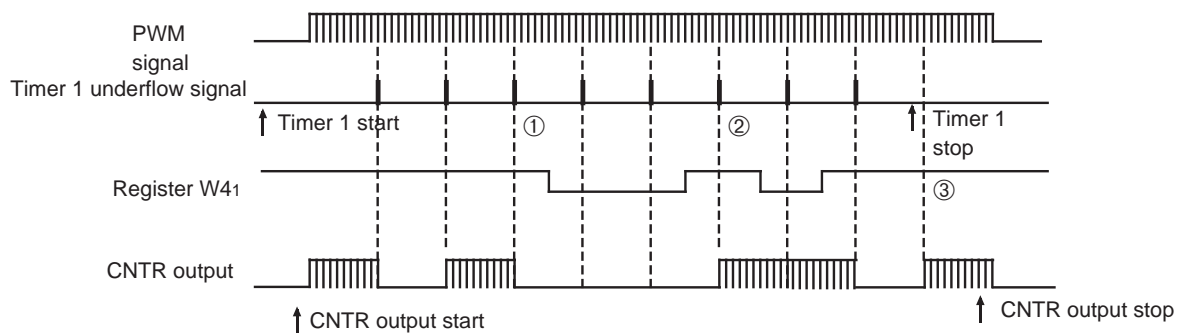 PWM
signal
Timer 1 underflow signal
Timer 1 start
①
②
Timer 1
stop
Register W41
③
CNTR output
CNTR output start
CNTR output stop